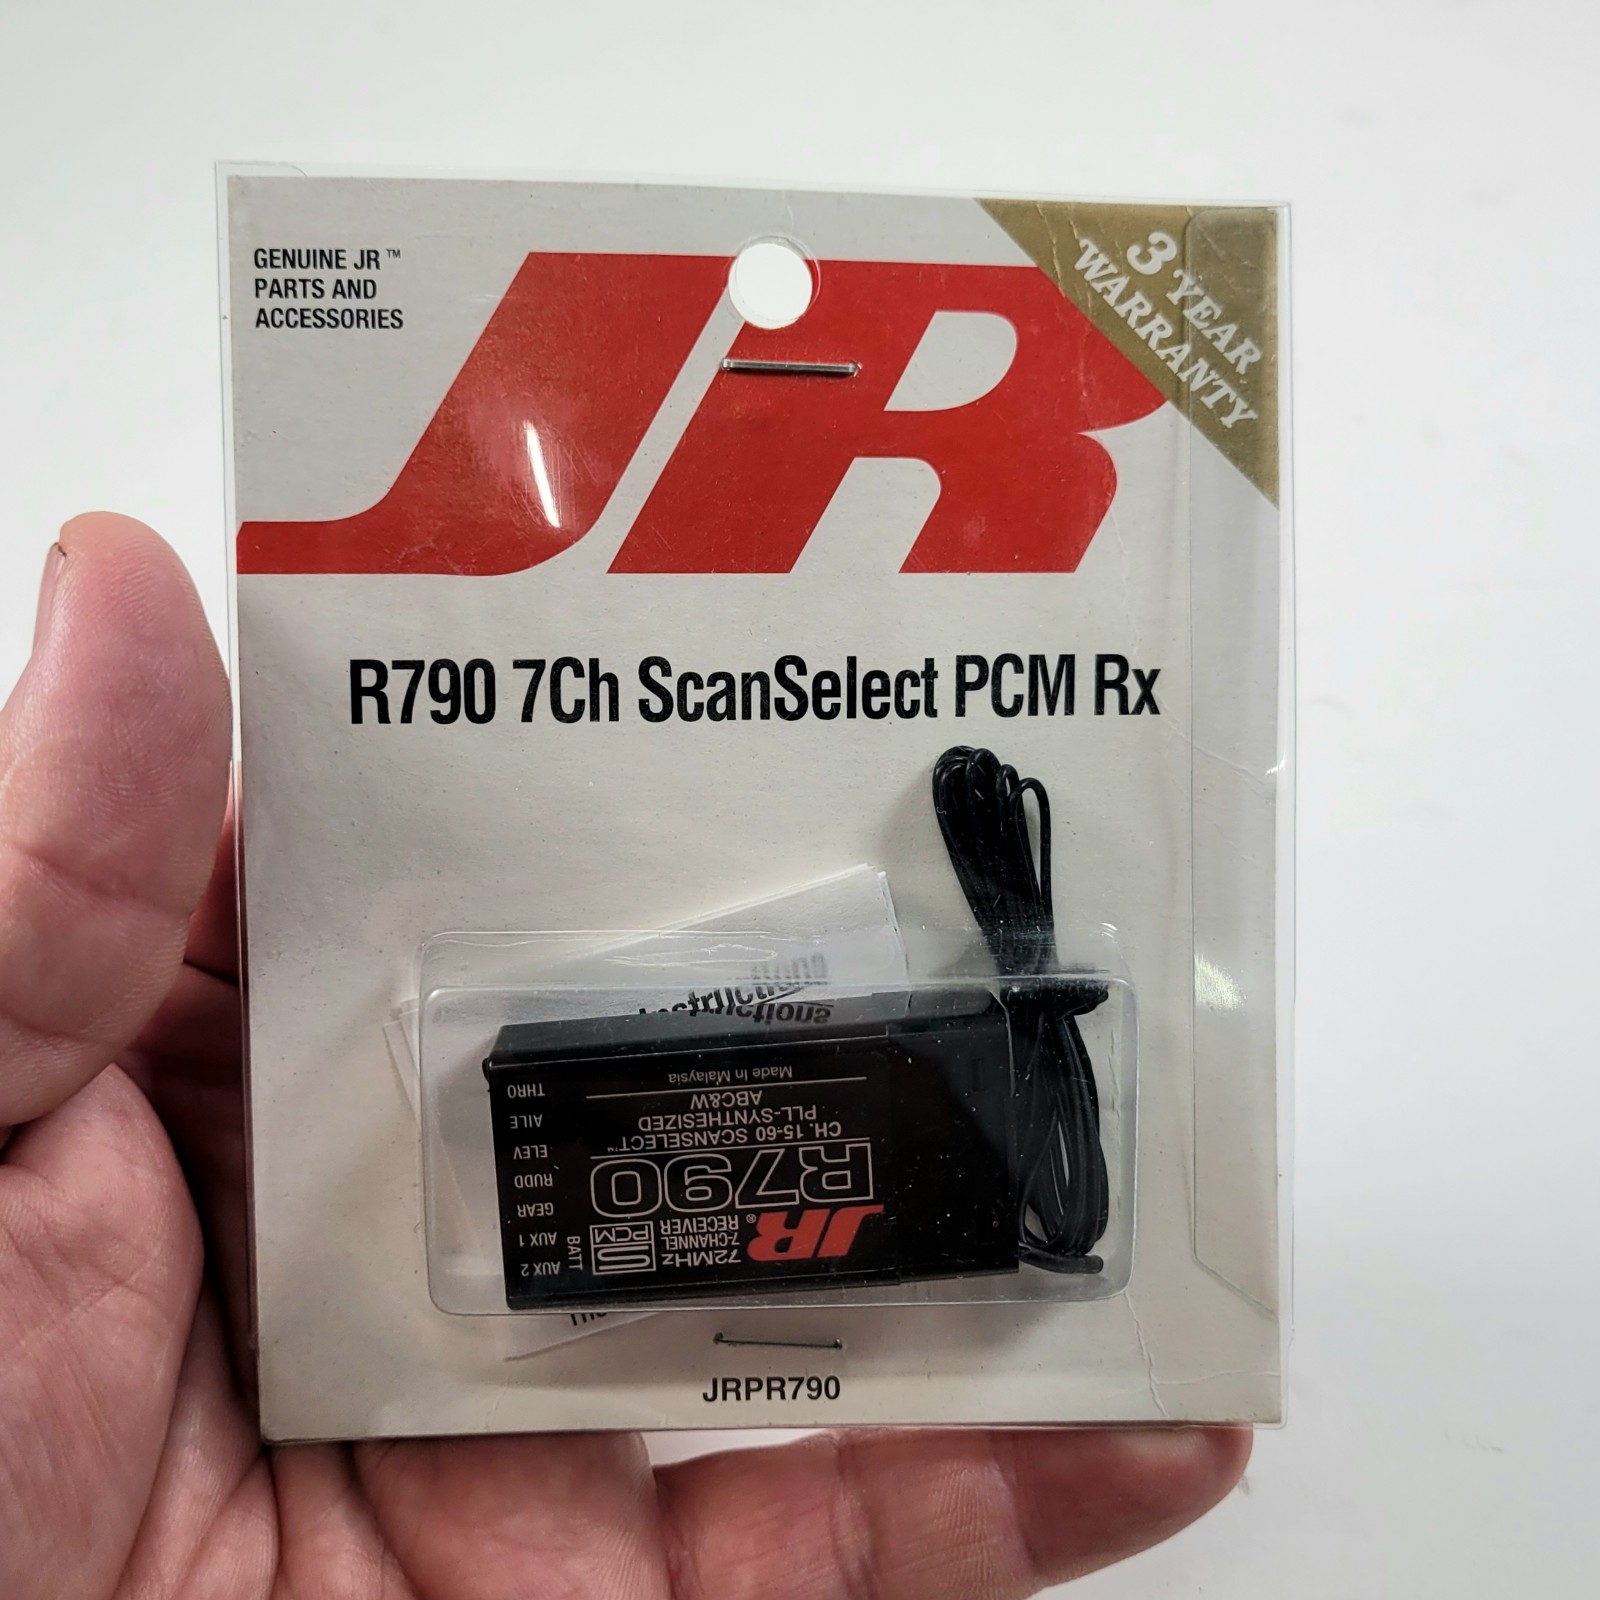 GENUINE JR™
PARTS AND
ACCESSORIES
JR
3 YEAR
WARRANTY
R790 7Ch ScanSelect PCM Rx
Instructions
JR®
72MHz
7-CHANNEL
RECEIVER
S
PCM
R790
CH. 15-60 SCANSELECT™
PLL-SYNTHESIZED
ABC&W
Made In Malaysia
BATT
AUX 2
AUX 1
GEAR
RUDD
ELEV
AILE
THRO
JRPR790